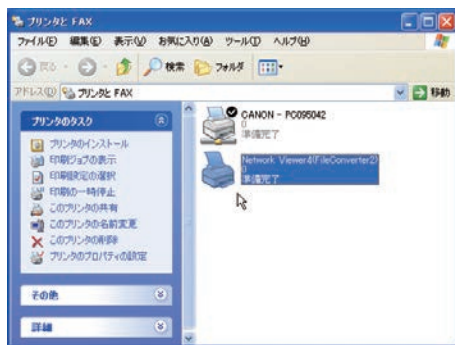 プリンタと FAX
ファイル(F) 編集(E) 表示(V) お気に入り(A) ツール(T) ヘルプ(H)
戻る 検索 フォルダ
アドレス(D) プリンタと FAX 移動
プリンタのタスク
プリンタのインストール
印刷ジョブの表示
印刷設定の選択
印刷の一時停止
このプリンタの共有
このプリンタの名前変更
このプリンタの削除
プリンタのプロパティの設定
その他
詳細
CANON - PC095042
0
準備完了
Network Viewer4(FileConverter2)
0
準備完了